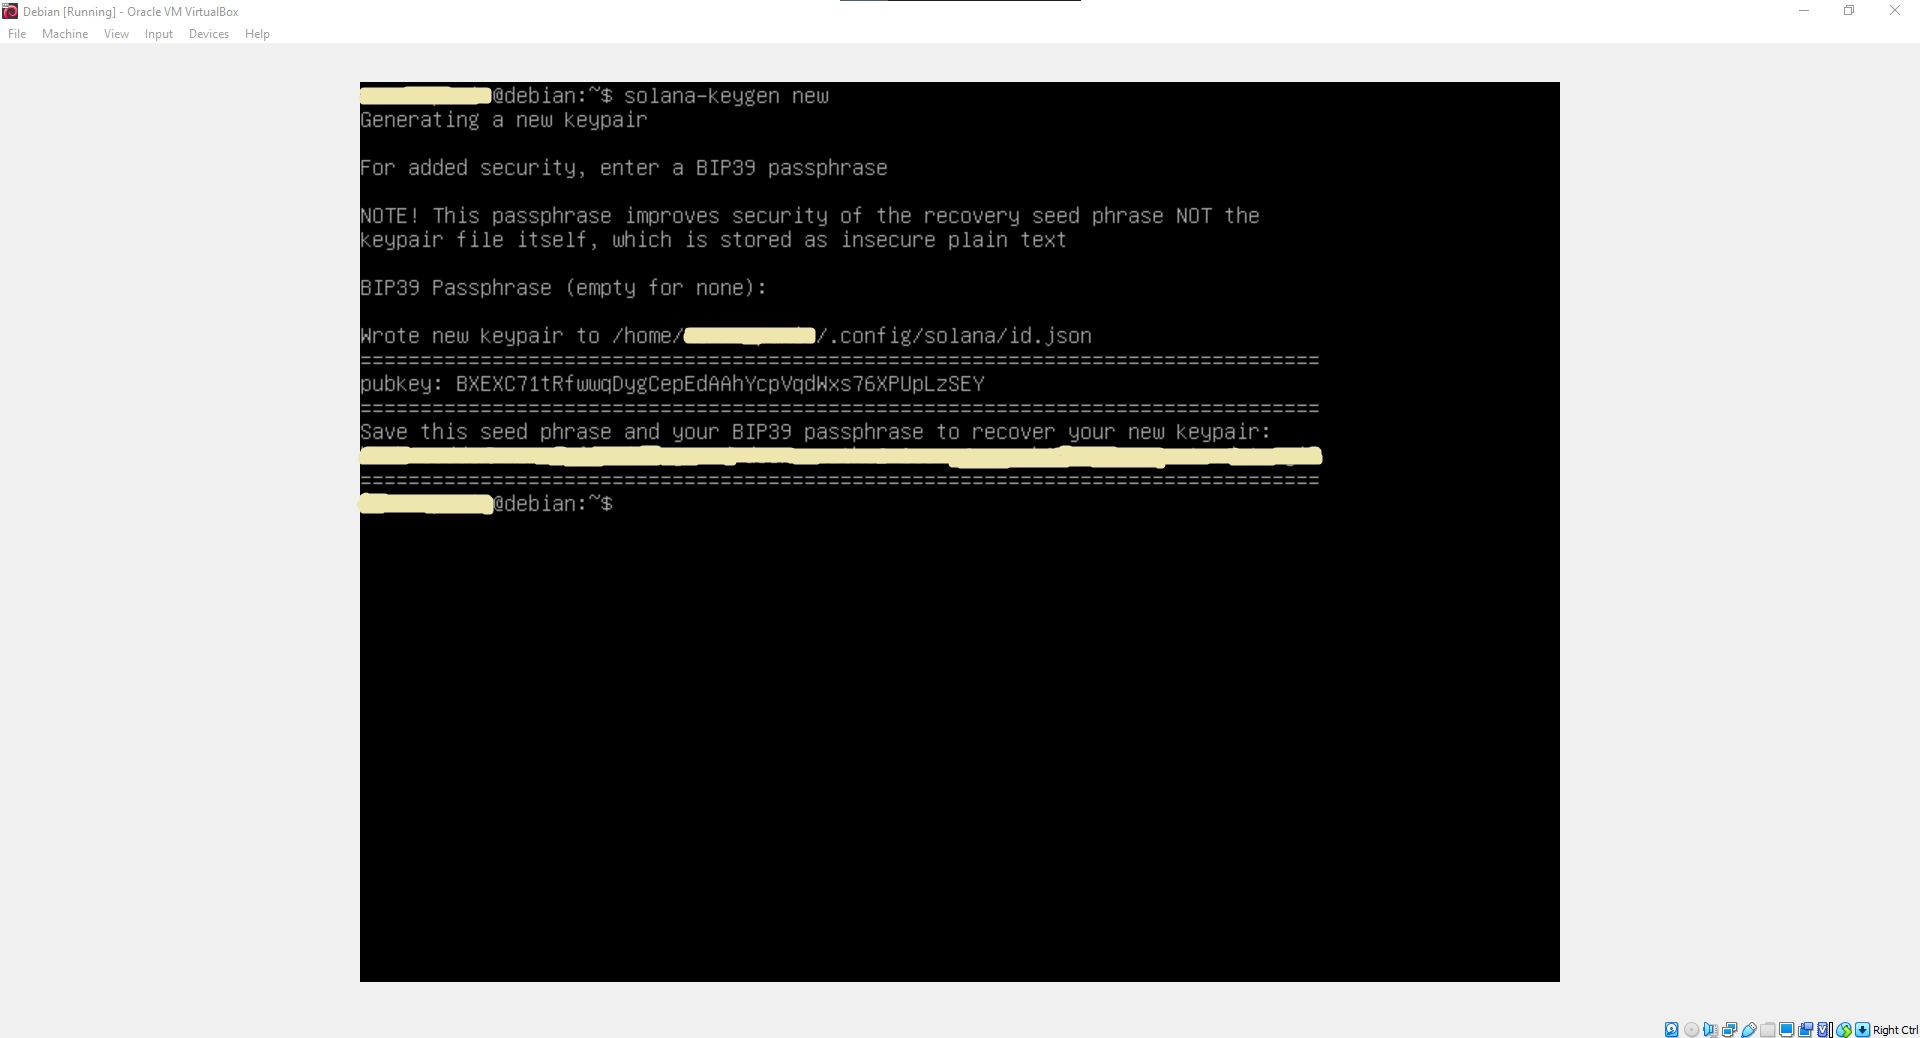 Debian [Running] - Oracle VM VirtualBox
File Machine View Input Devices Help
@debian:~$ solana-keygen new
Generating a new keypair
For added security, enter a BIP39 passphrase
NOTE! This passphrase improves security of the recovery seed phrase NOT the
keypair file itself, which is stored as insecure plain text
BIP39 Passphrase (empty for none):
Wrote new keypair to /home/ /.config/solana/id.json
================================================================================
pubkey: BXEXC71tRfwwqDygCepEdAAhYcpVqdWxs76XPUpLzSEY
================================================================================
Save this seed phrase and your BIP39 passphrase to recover your new keypair:
================================================================================
@debian:~$
Right Ctrl